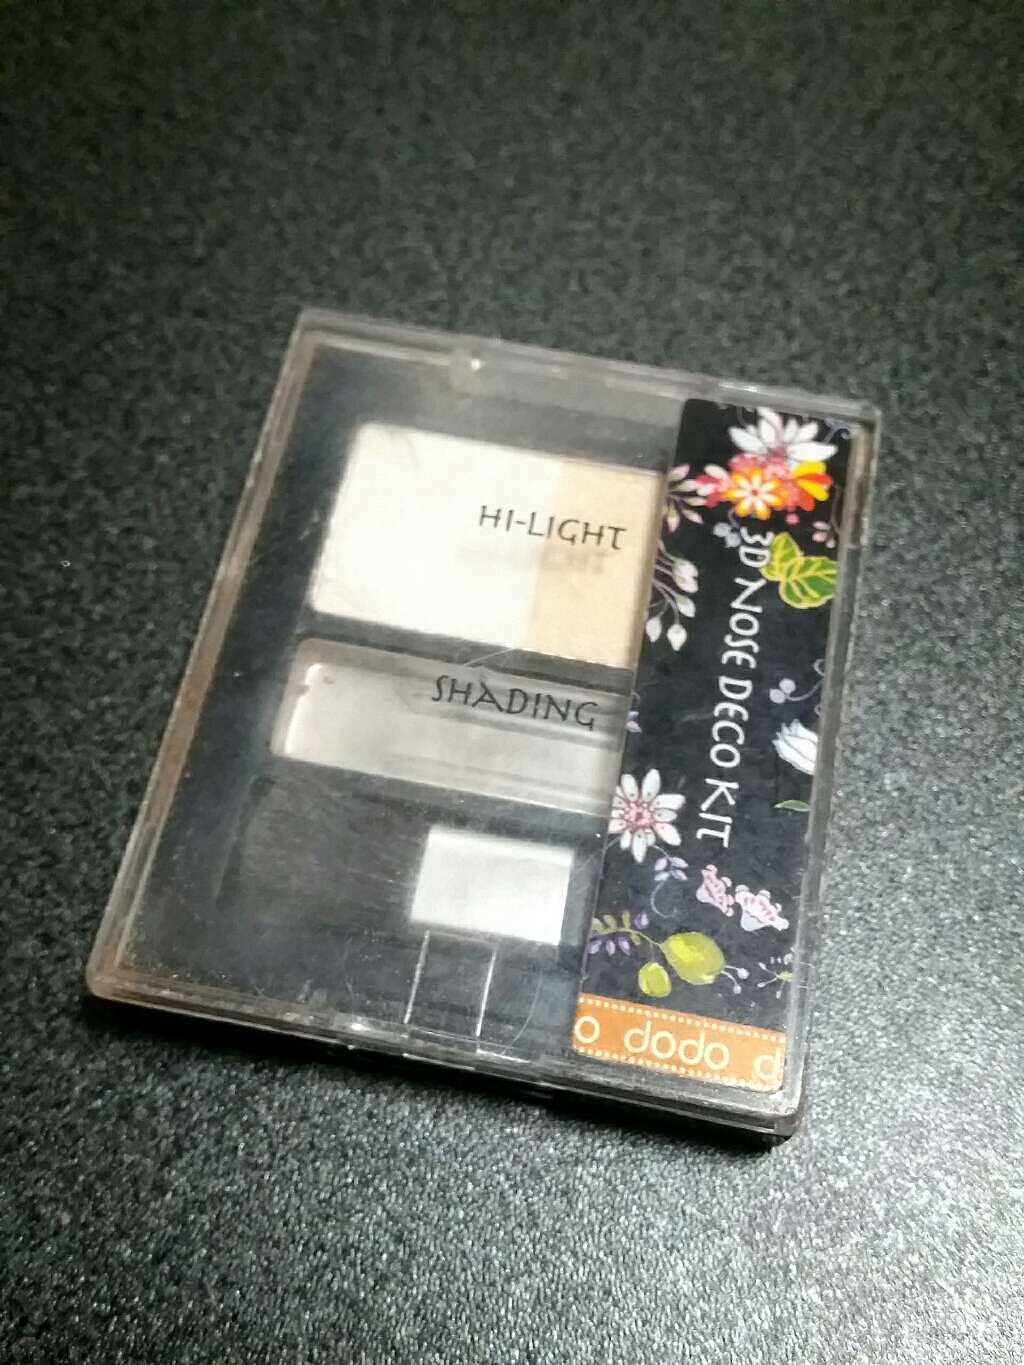 HI-LIGHT
SHADING
3D NOSE DECO KIT
o dodo d